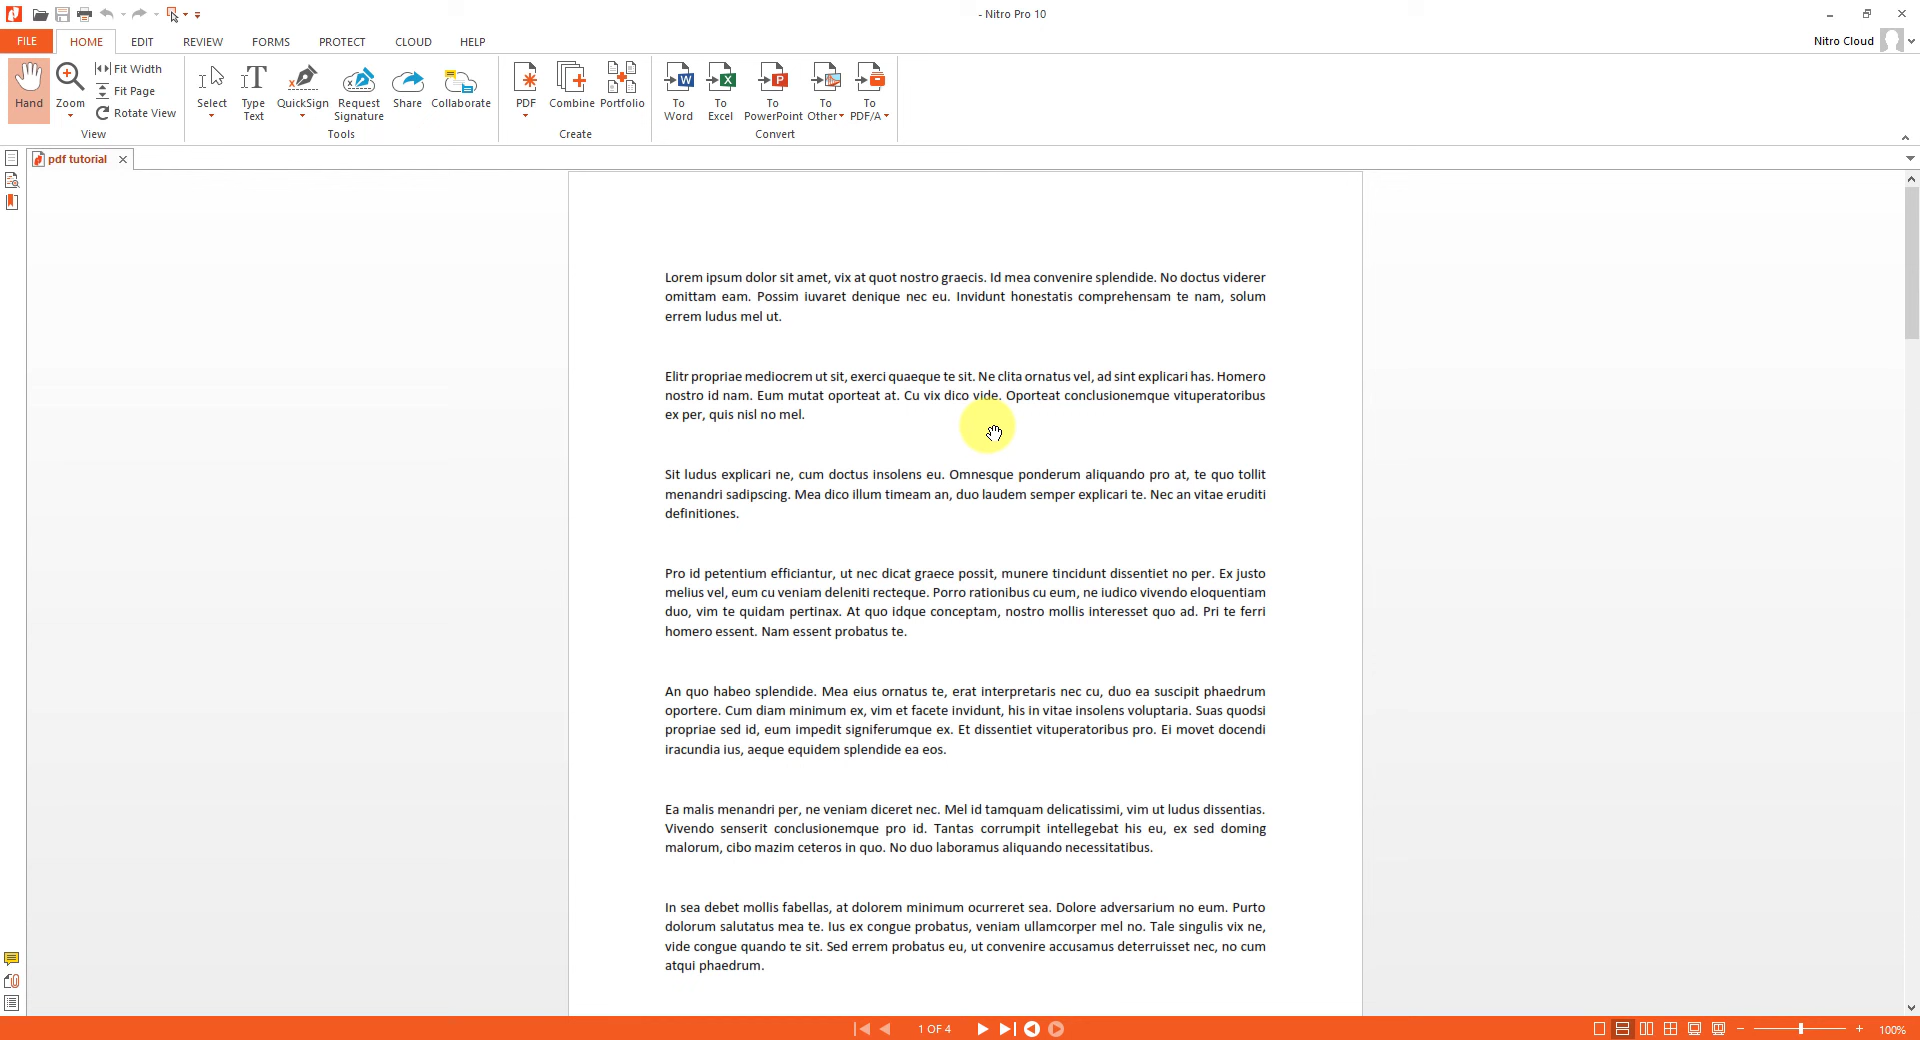 - Nitro Pro 10
FILE HOME EDIT REVIEW FORMS PROTECT CLOUD HELP
Nitro Cloud
Hand
Zoom
Fit Width
Fit Page
Rotate View
View
Select
Type
Text
QuickSign
Request
Signature
Share
Collaborate
Tools
PDF
Combine
Portfolio
Create
To
Word
To
Excel
To
PowerPoint
To
Other
To
PDF/A
Convert
pdf tutorial
Lorem ipsum dolor sit amet, vix at quot nostro graecis. Id mea convenire splendide. No doctus viderer
omittam eam. Possim iuvaret denique nec eu. Invidunt honestatis comprehensam te nam, solum
errem ludus mel ut.
Elitr propriae mediocrem ut sit, exerci quaeque te sit. Ne clita ornatus vel, ad sint explicari has. Homero
nostro id nam. Eum mutat oporteat at. Cu vix dico vide. Oporteat conclusionemque vituperatoribus
ex per, quis nisl no mel.
Sit ludus explicari ne, cum doctus insolens eu. Omnesque ponderum aliquando pro at, te quo tollit
menandri sadipscing. Mea dico illum timeam an, duo laudem semper explicari te. Nec an vitae eruditi
definitiones.
Pro id petentium efficiantur, ut nec dicat graece possit, munere tincidunt dissentiet no per. Ex justo
melius vel, eum cu veniam deleniti recteque. Porro rationibus cu eum, ne iudico vivendo eloquentiam
duo, vim te quidam pertinax. At quo idque conceptam, nostro mollis interesset quo ad. Pri te ferri
homero essent. Nam essent probatus te.
An quo habeo splendide. Mea eius ornatus te, erat interpretaris nec cu, duo ea suscipit phaedrum
oportere. Cum diam minimum ex, vim et facete invidunt, his in vitae insolens voluptaria. Suas quodsi
propriae sed id, eum impedit signiferumque ex. Et dissentiet vituperatoribus pro. Ei movet docendi
iracundia ius, aeque equidem splendide ea eos.
Ea malis menandri per, ne veniam diceret nec. Mel id tamquam delicatissimi, vim ut ludus dissentias.
Vivendo senserit conclusionemque pro id. Tantas corrumpit intellegebat his eu, ex sed doming
malorum, cibo mazim ceteros in quo. No duo laboramus aliquando necessitatibus.
In sea debet mollis fabellas, at dolorem minimum ocurreret sea. Dolore adversarium no eum. Purto
dolorum salutatus mea te. Ius ex congue probatus, veniam ullamcorper mel no. Tale singulis vix ne,
vide congue quando te sit. Sed errem probatus eu, ut convenire accusamus deterruisset nec, no cum
atqui phaedrum.
1 OF 4
100%